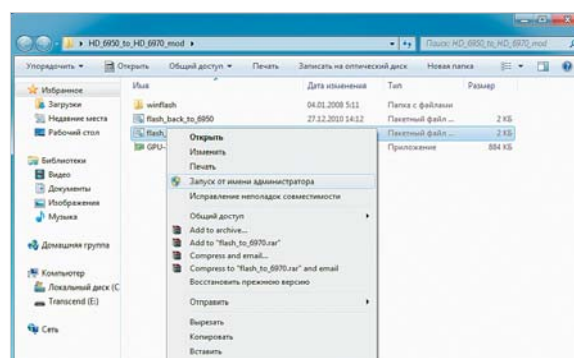 HD_6950_to_HD_6970_mod
Поиск: HD_6950_to_HD_6970_mod
Упорядочить Открыть Общий доступ Печать Записать на оптический диск Новая папка
Имя Дата изменения Тип Размер
Избранное
Загрузки
Недавние места
Рабочий стол
Библиотеки
Видео
Документы
Изображения
Музыка
Домашняя группа
Компьютер
Локальный диск (C
Transcend (E:)
Сеть
winflash 04.01.2008 5:11 Папка с файлами
flash_back_to_6950 27.12.2010 14:12 Пакетный файл ... 2 КБ
flash_ Пакетный файл ... 2 КБ
GPU- Приложение 884 КБ
Открыть
Изменить
Печать
Запуск от имени администратора
Исправление неполадок совместимости
Общий доступ
Add to archive...
Add to "flash_to_6970.rar"
Compress and email...
Compress to "flash_to_6970.rar" and email
Восстановить прежнюю версию
Отправить
Вырезать
Копировать
Вставить